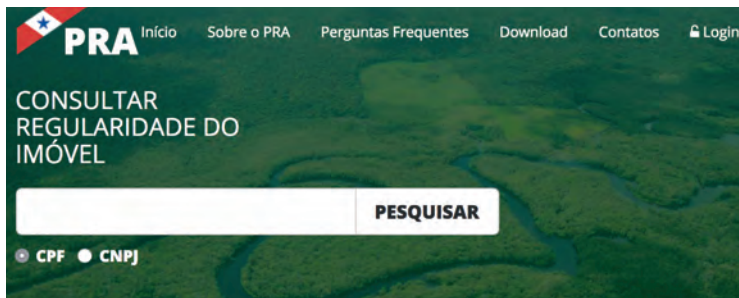 PRA Início Sobre o PRA Perguntas Frequentes Download Contatos Login
CONSULTAR
REGULARIDADE DO
IMÓVEL
PESQUISAR
CPF CNPJ